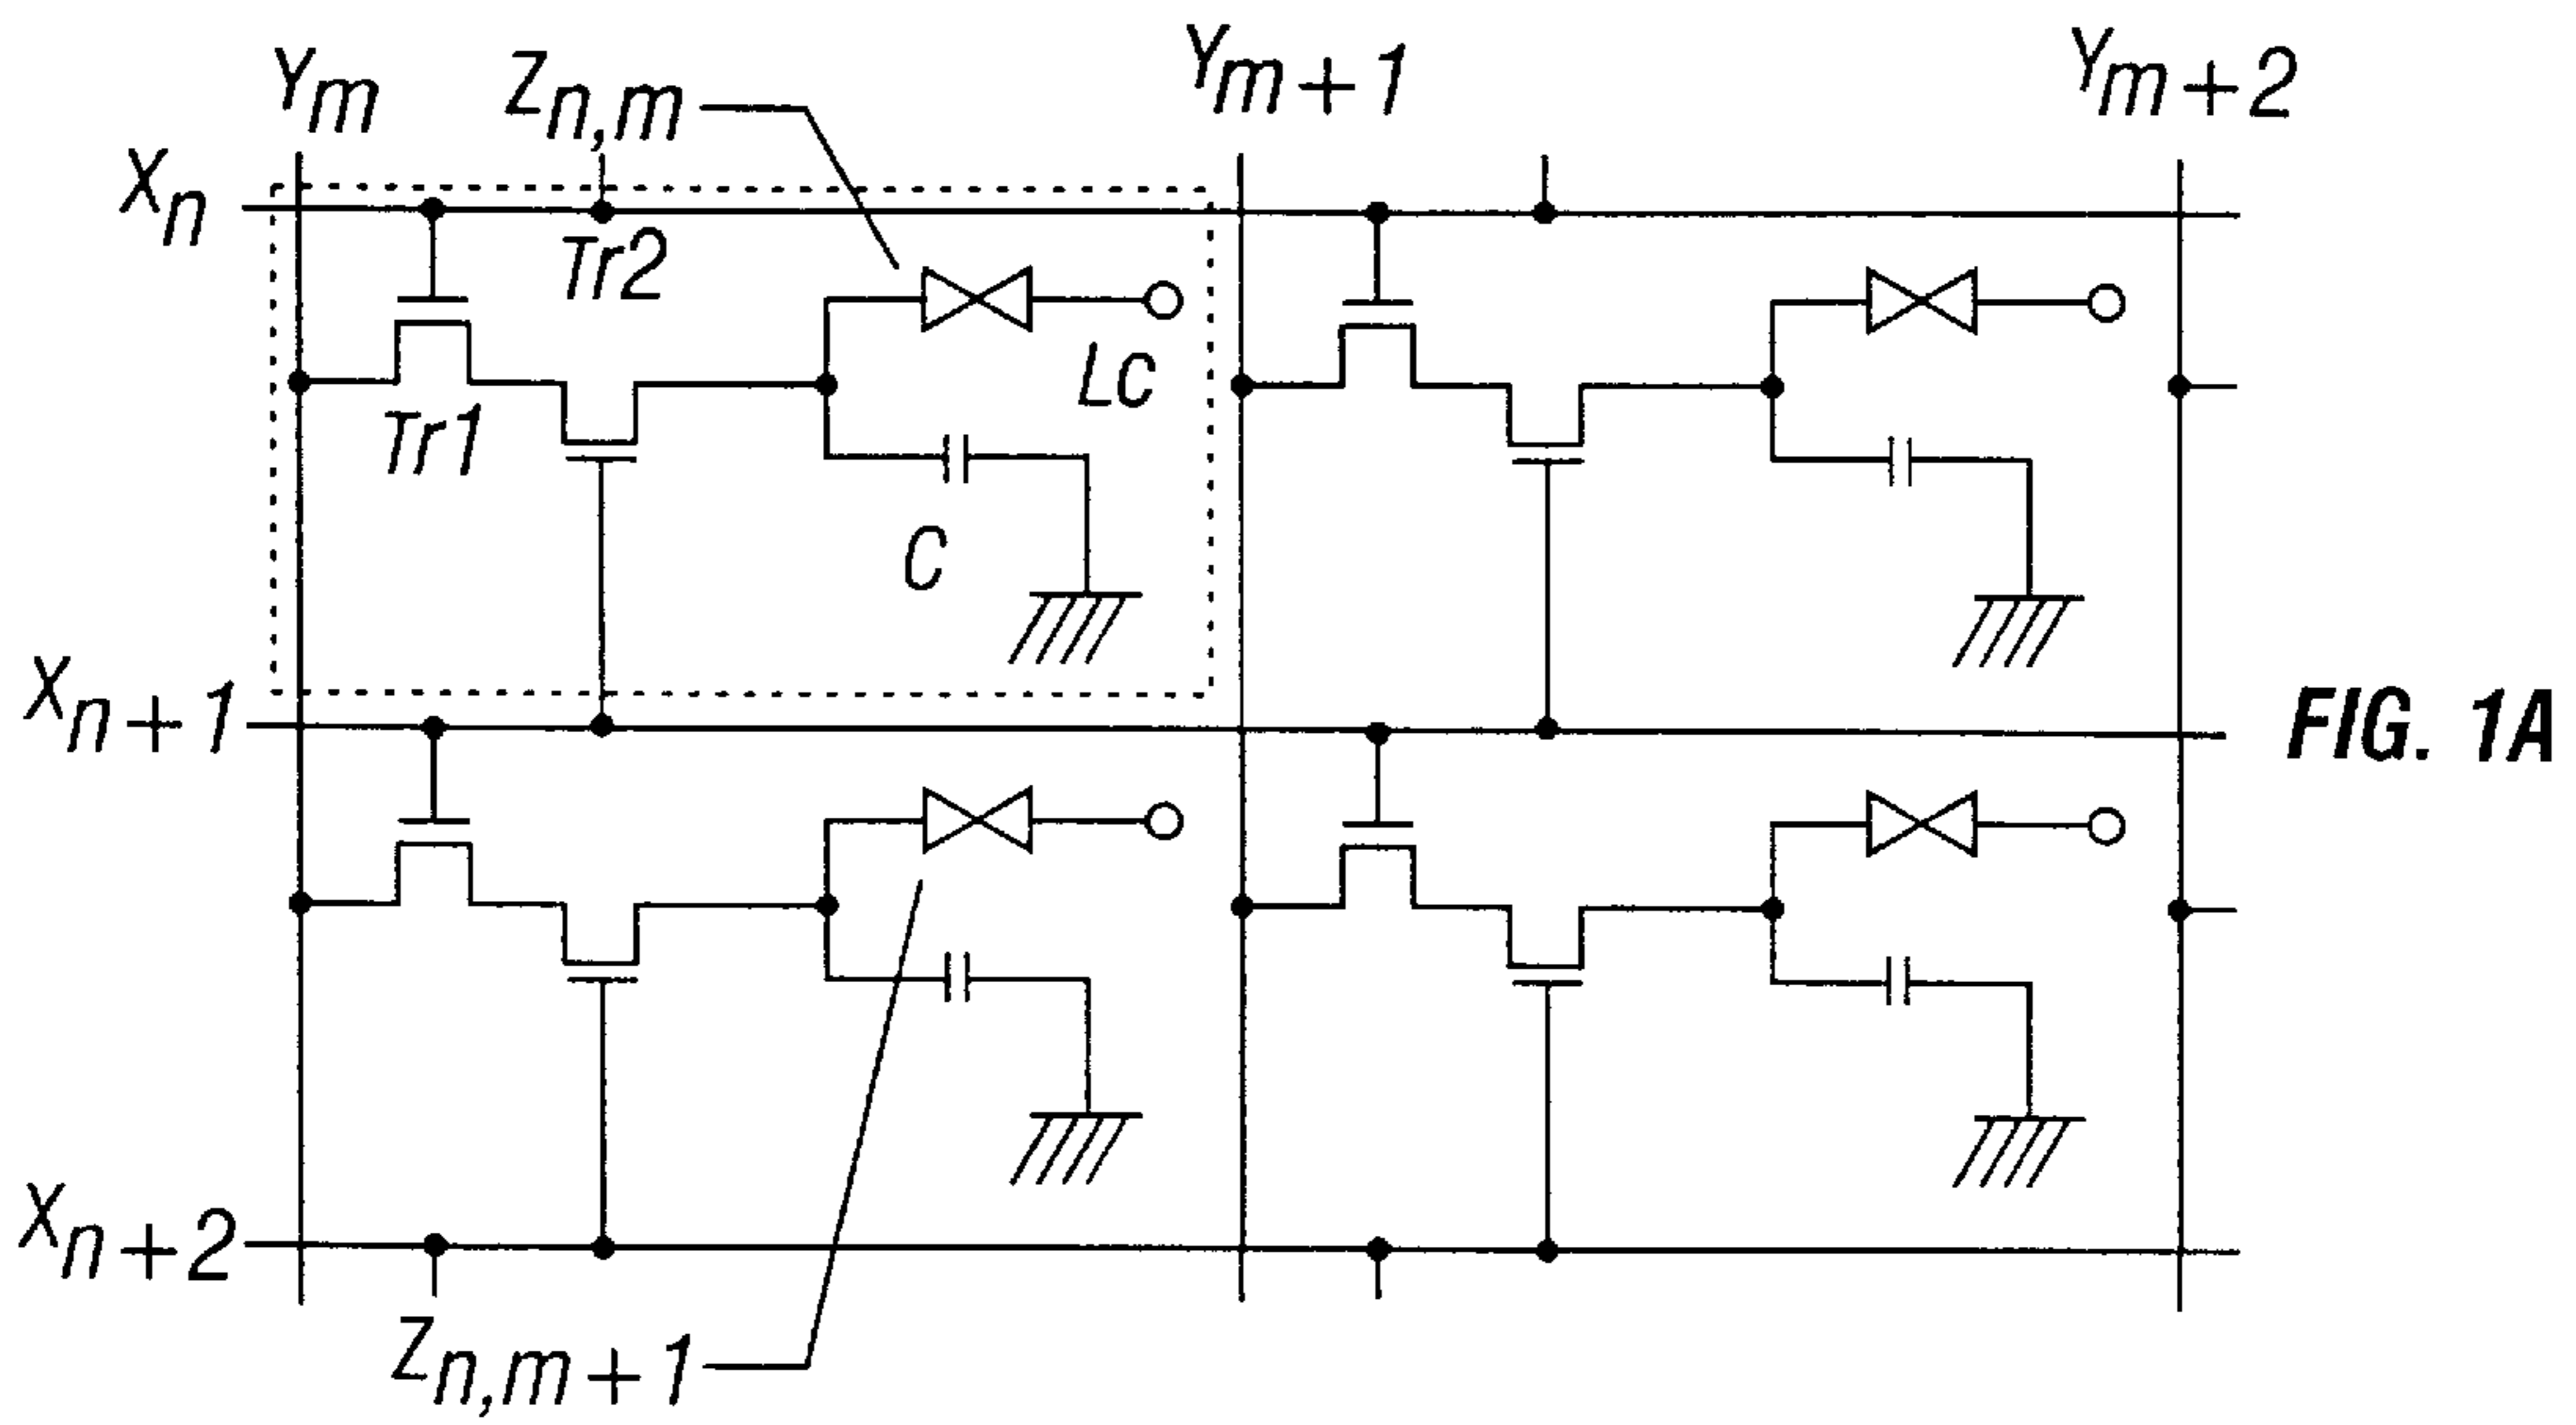 Ym
Zn,m
Ym+1
Ym+2
Xn
Tr2
Lc
Tr1
C
Xn+1
FIG. 1A
Xn+2
Zn,m+1